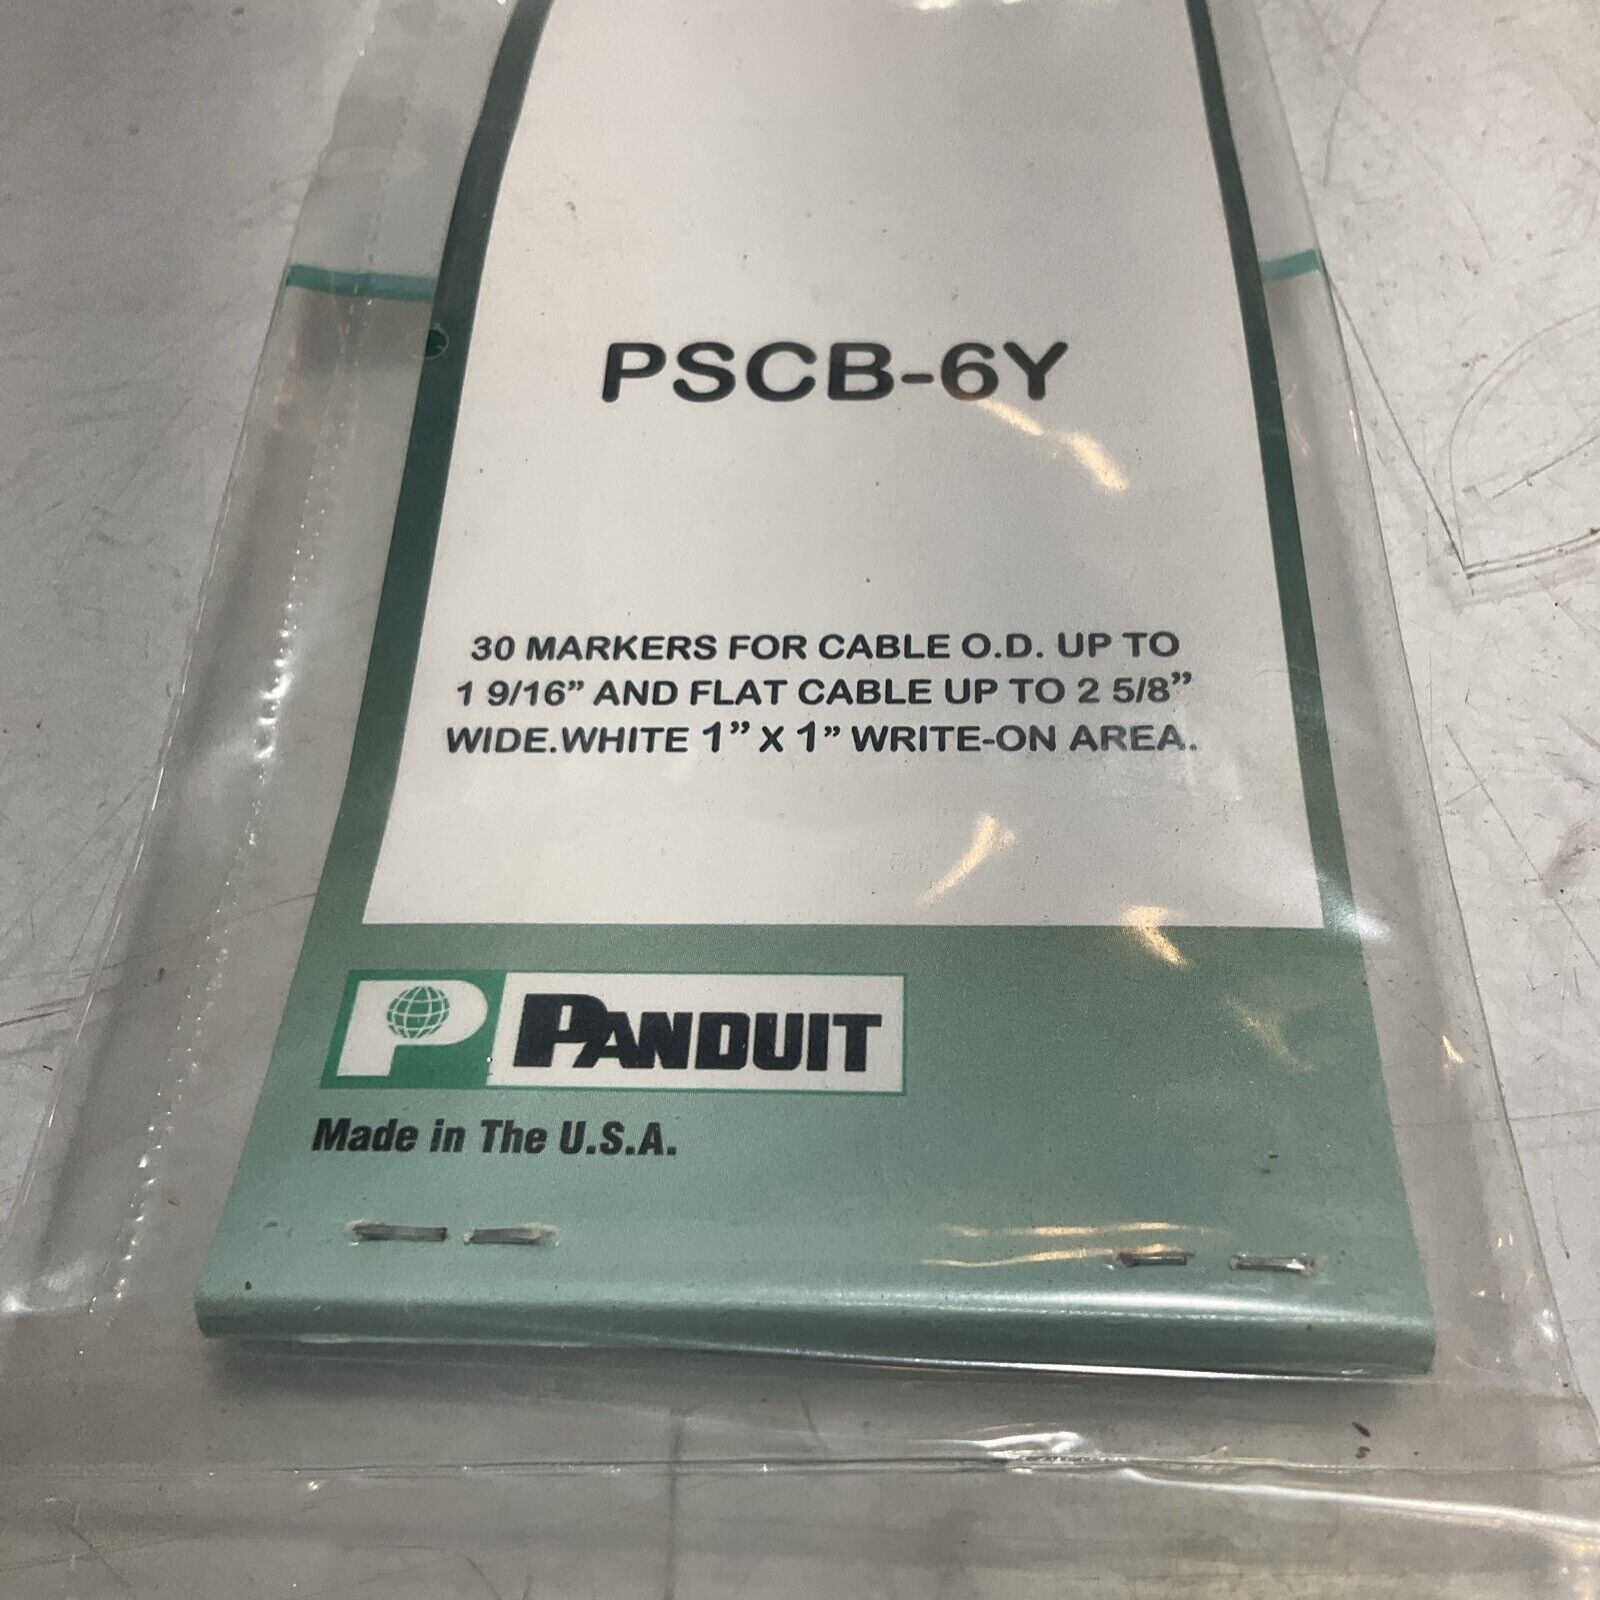 PSCB-6Y
30 MARKERS FOR CABLE O.D. UP TO
1 9/16” AND FLAT CABLE UP TO 2 5/8”
WIDE.WHITE 1” X 1” WRITE-ON AREA.
P PANDUIT
Made in The U.S.A.